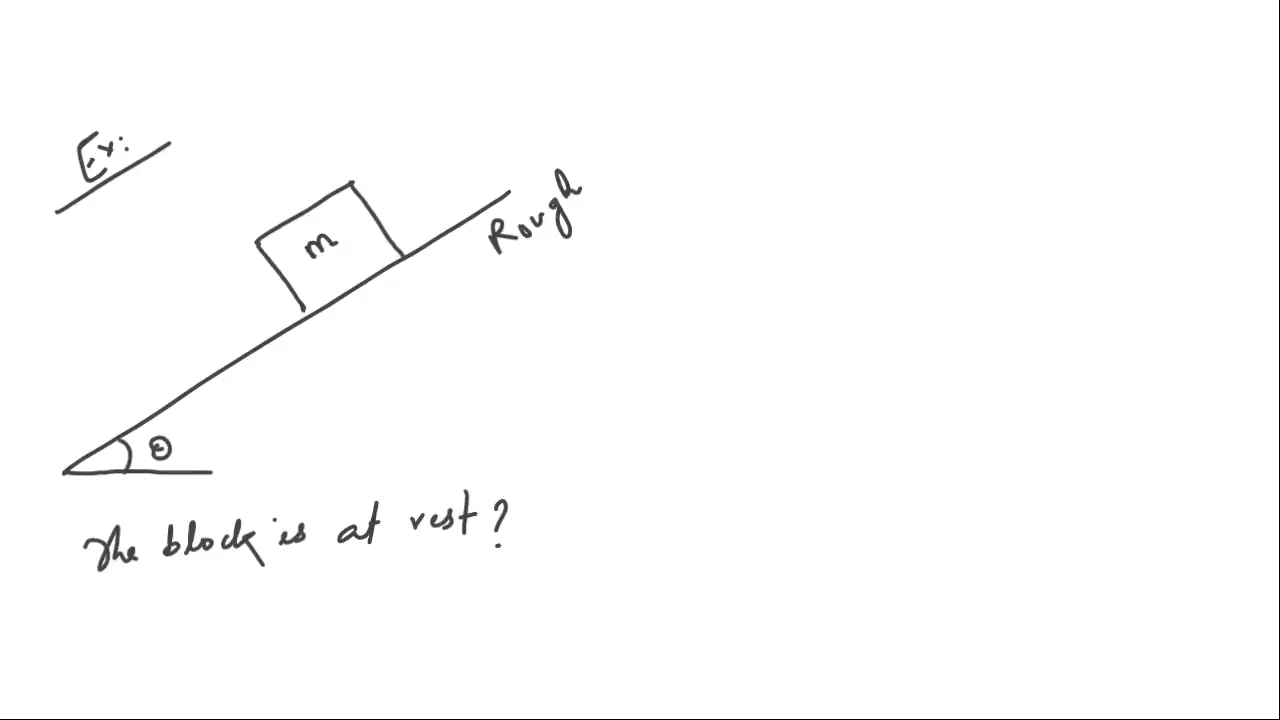 Ex:
m
Rough
θ
The block is at rest?